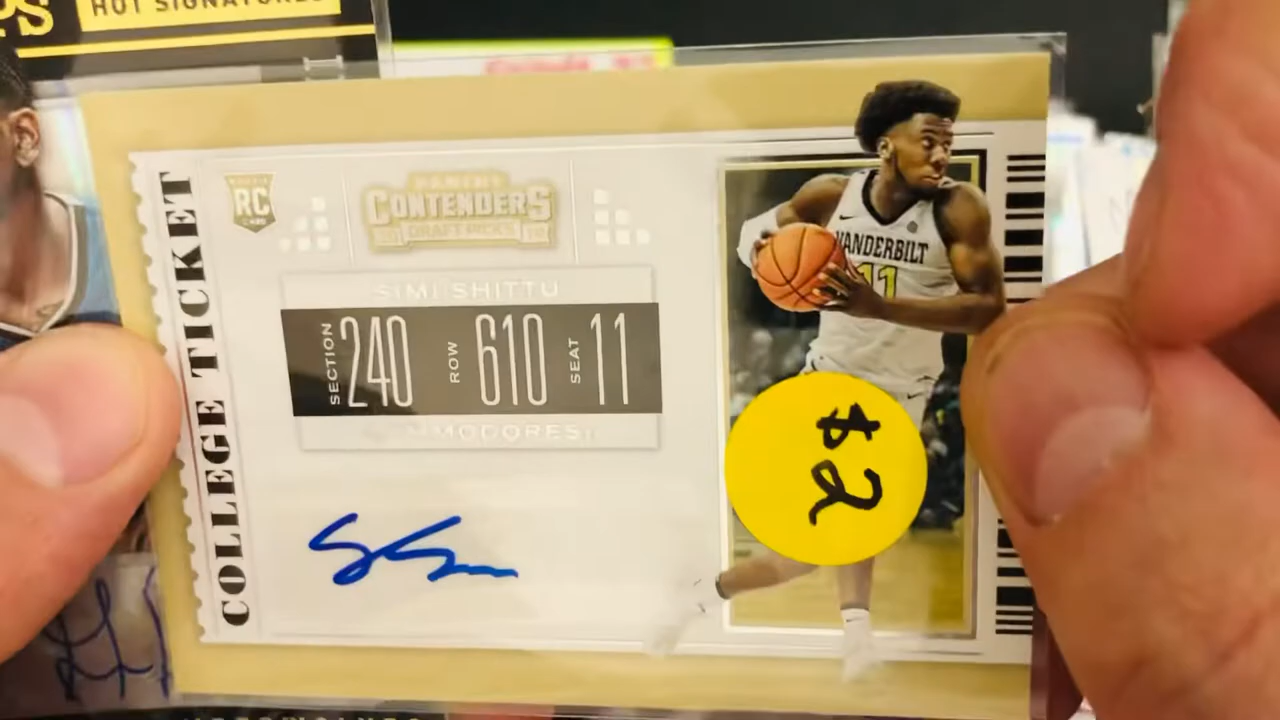 HOT SIGNATURES
COLLEGE TICKET
RC
PANINI
CONTENDERS
DRAFT PICKS
SIMI SHITTU
SECTION 240 ROW 610 SEAT 11
MMODORES
VANDERBILT
11
$2